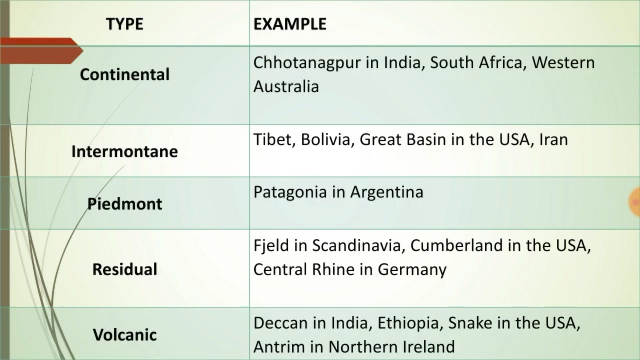 TYPE EXAMPLE
Continental
Chhotanagpur in India, South Africa, Western
Australia
Intermontane
Tibet, Bolivia, Great Basin in the USA, Iran
Piedmont
Patagonia in Argentina
Residual
Fjeld in Scandinavia, Cumberland in the USA,
Central Rhine in Germany
Volcanic
Deccan in India, Ethiopia, Snake in the USA,
Antrim in Northern Ireland